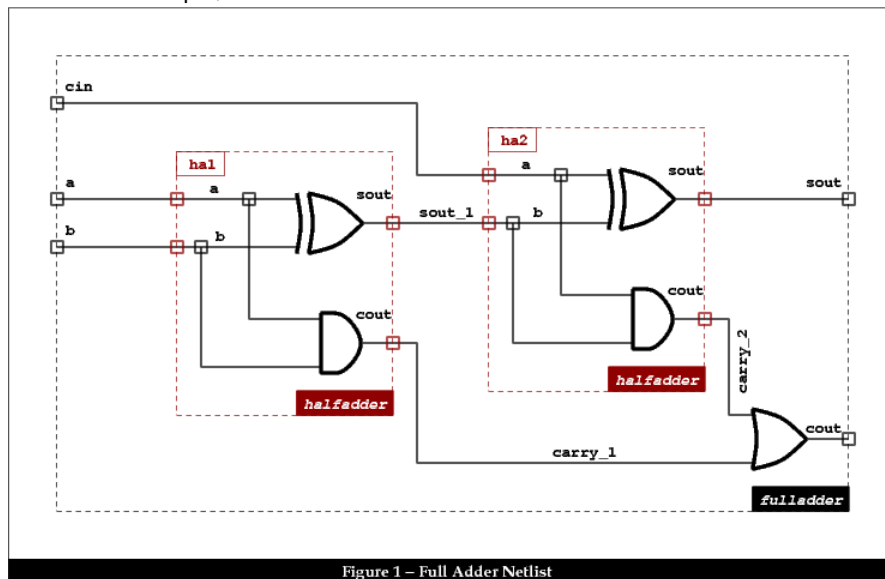 cin
ha2
ha1
a
sout
a
a
sout
sout
b
sout_1
b
b
cout
cout
carry_2
halfadder
halfadder
cout
carry_1
fulladder
Figure 1 – Full Adder Netlist